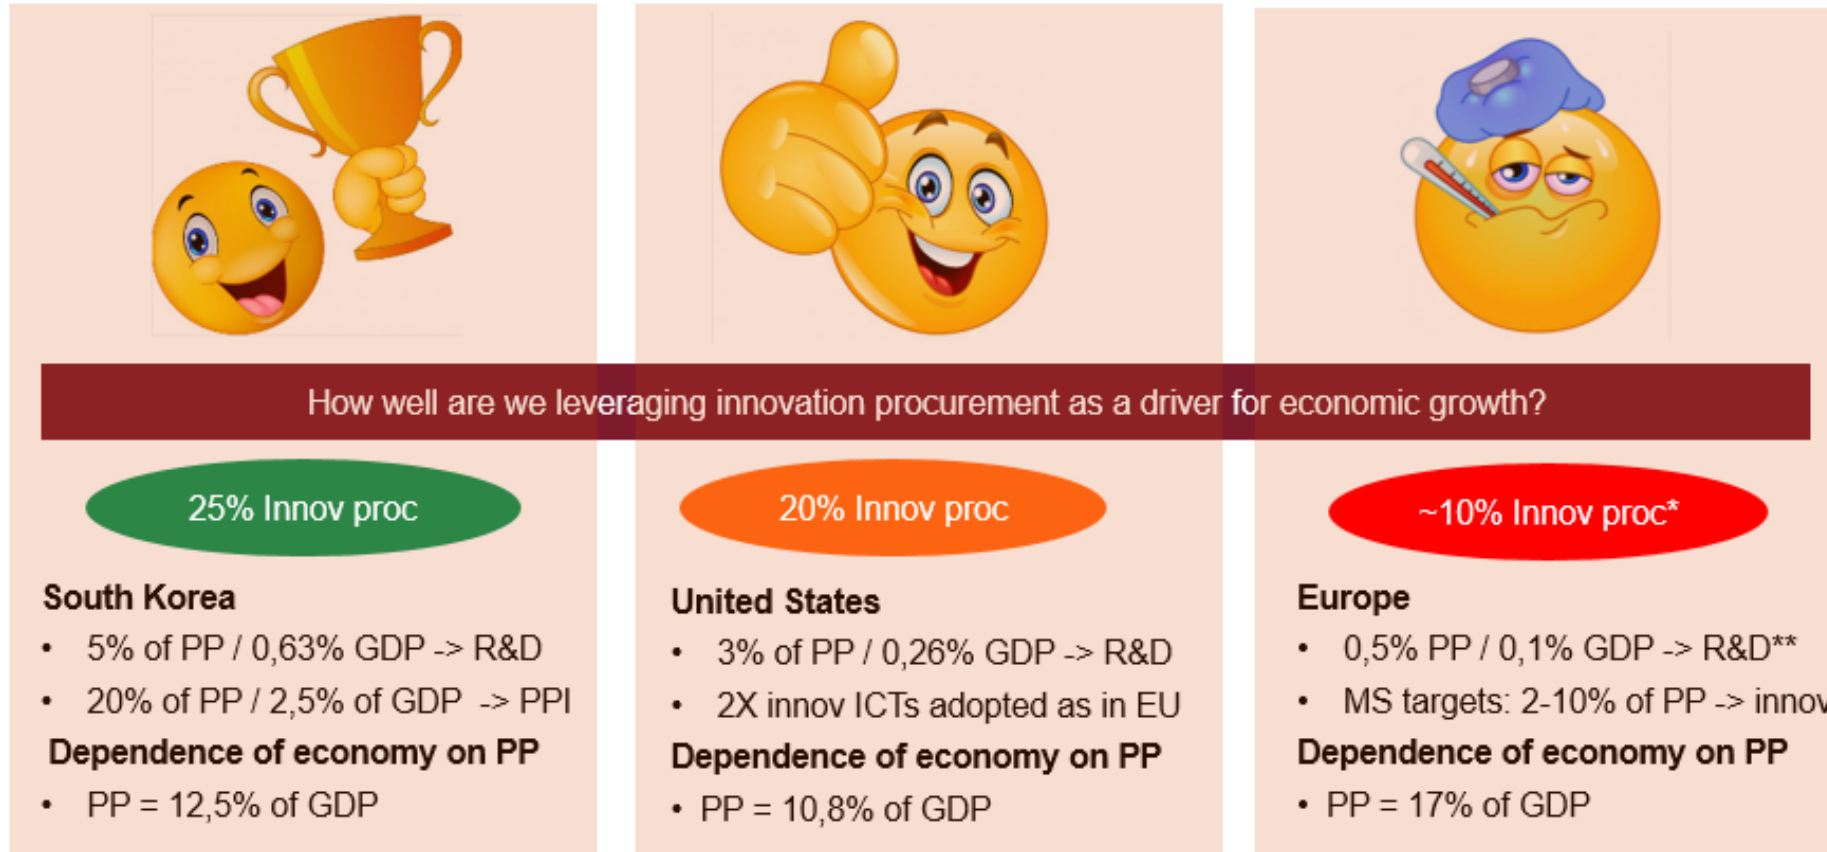 How well are we leveraging innovation procurement as a driver for economic growth?
25% Innov proc
South Korea
• 5% of PP / 0,63% GDP -> R&D
• 20% of PP / 2,5% of GDP -> PPI
Dependence of economy on PP
• PP = 12,5% of GDP
20% Innov proc
United States
• 3% of PP / 0,26% GDP -> R&D
• 2X innov ICTs adopted as in EU
Dependence of economy on PP
• PP = 10,8% of GDP
~10% Innov proc*
Europe
• 0,5% PP / 0,1% GDP -> R&D**
• MS targets: 2-10% of PP -> innov
Dependence of economy on PP
• PP = 17% of GDP